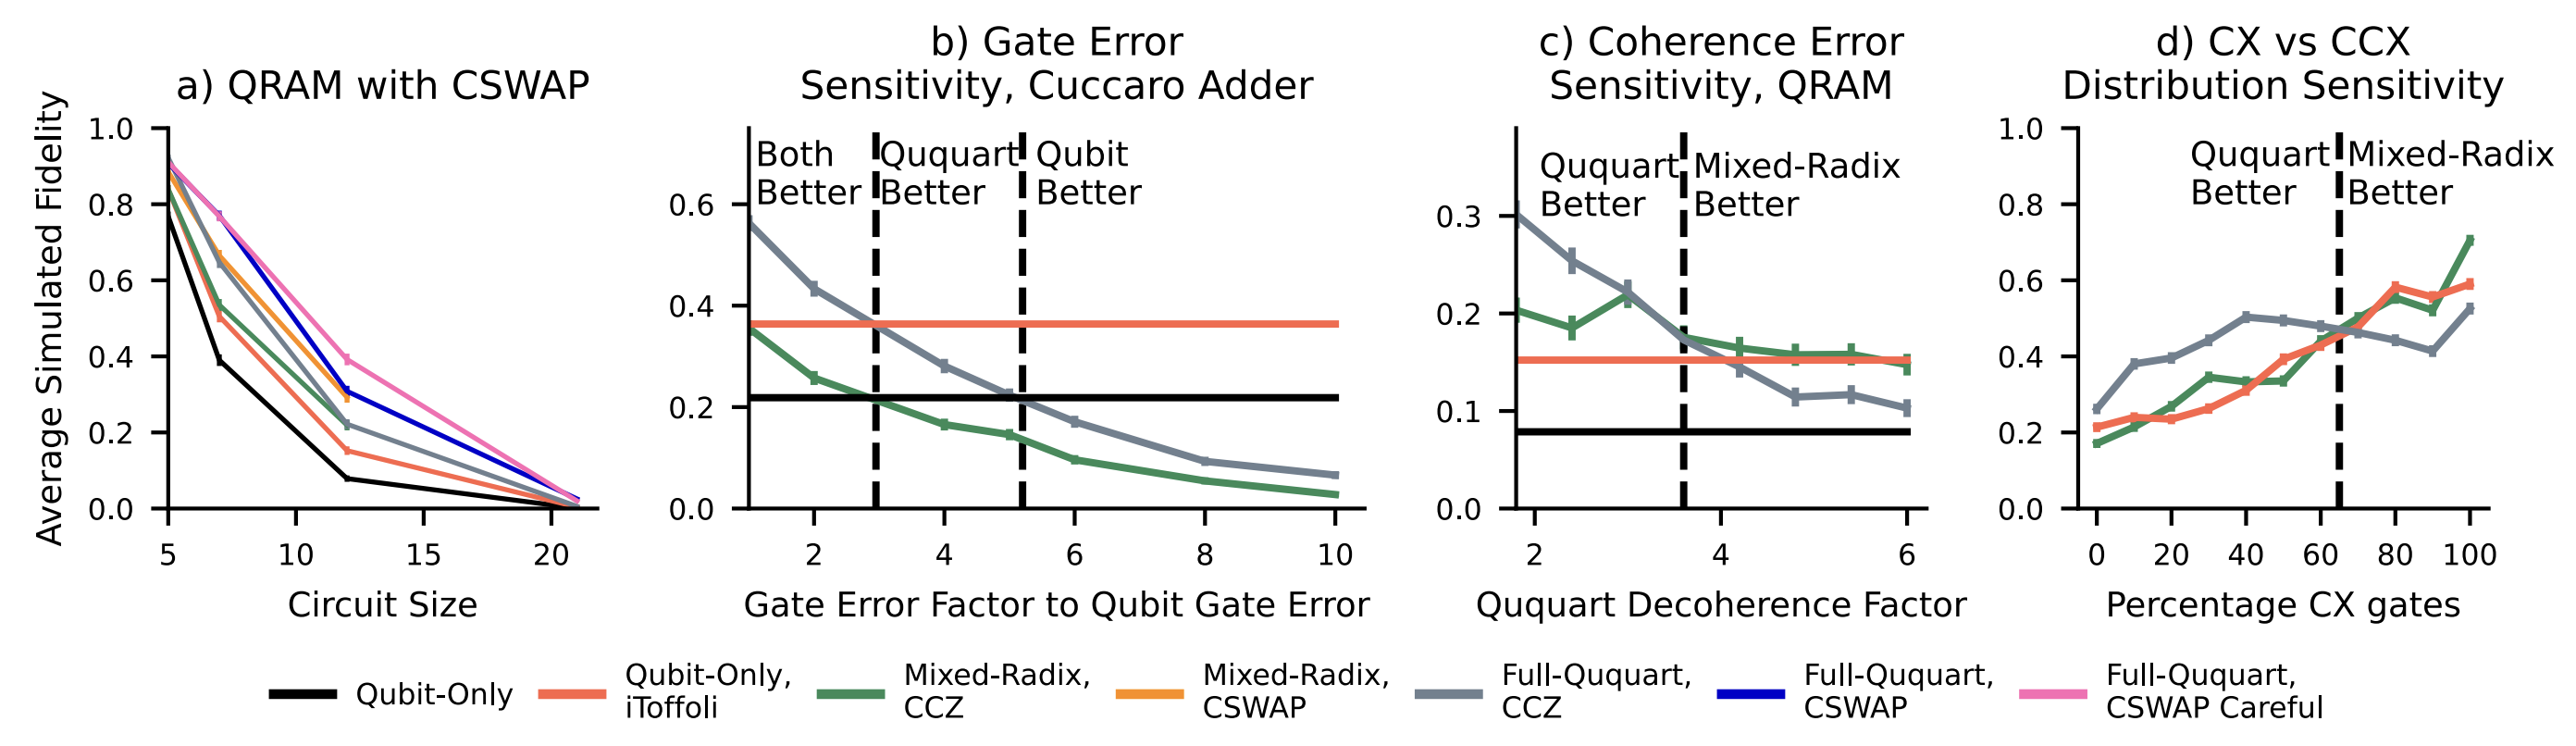 a) QRAM with CSWAP
Average Simulated Fidelity
1.0
0.8
0.6
0.4
0.2
0.0
5 10 15 20
Circuit Size
b) Gate Error
Sensitivity, Cuccaro Adder
Both
Better
Ququart
Better
Qubit
Better
0.6
0.4
0.2
0.0
2 4 6 8 10
Gate Error Factor to Qubit Gate Error
c) Coherence Error
Sensitivity, QRAM
Ququart
Better
Mixed-Radix
Better
0.3
0.2
0.1
0.0
2 4 6
Ququart Decoherence Factor
d) CX vs CCX
Distribution Sensitivity
Ququart
Better
Mixed-Radix
Better
1.0
0.8
0.6
0.4
0.2
0.0
0 20 40 60 80 100
Percentage CX gates
Qubit-Only
Qubit-Only,
iToffoli
Mixed-Radix,
CCZ
Mixed-Radix,
CSWAP
Full-Ququart,
CCZ
Full-Ququart,
CSWAP
Full-Ququart,
CSWAP Careful